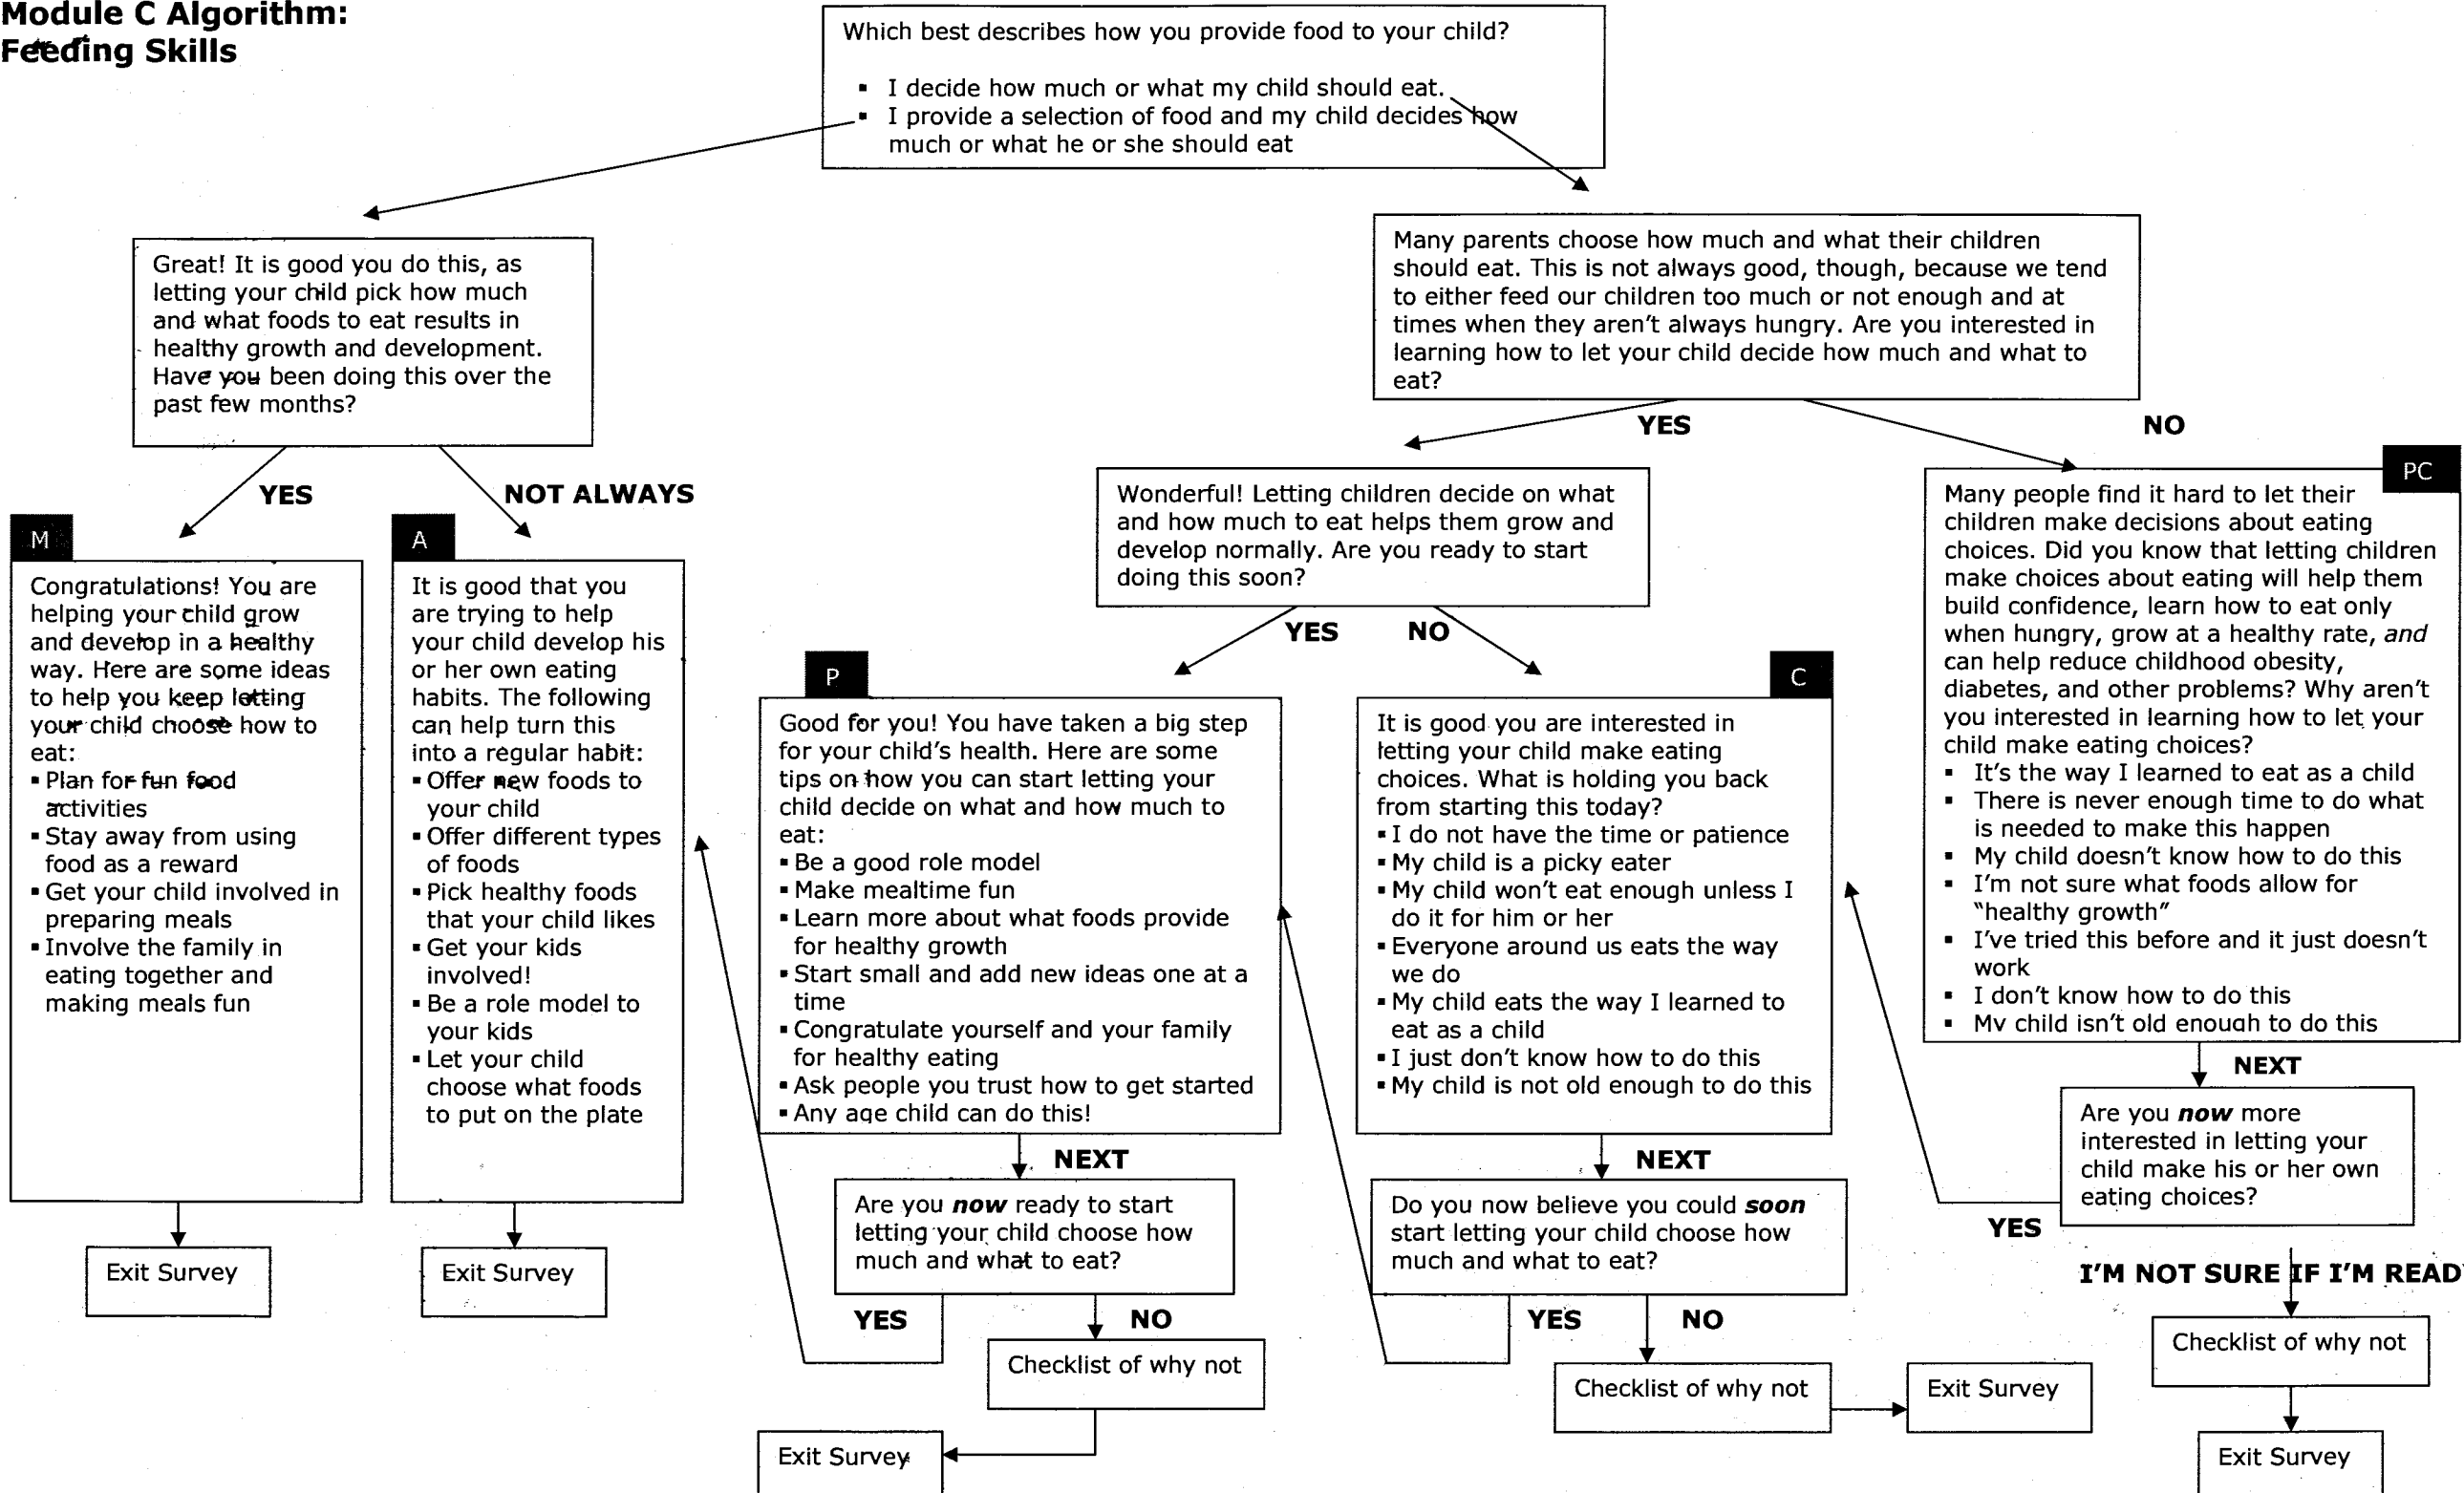 Module C Algorithm:
Feeding Skills
Which best describes how you provide food to your child?
▪ I decide how much or what my child should eat.
▪ I provide a selection of food and my child decides how
much or what he or she should eat
Great! It is good you do this, as
letting your child pick how much
and what foods to eat results in
healthy growth and development.
Have you been doing this over the
past few months?
Many parents choose how much and what their children
should eat. This is not always good, though, because we tend
to either feed our children too much or not enough and at
times when they aren't always hungry. Are you interested in
learning how to let your child decide how much and what to
eat?
YES
NOT ALWAYS
YES
NO
Wonderful! Letting children decide on what
and how much to eat helps them grow and
develop normally. Are you ready to start
doing this soon?
YES
NO
M
Congratulations! You are
helping your child grow
and develop in a healthy
way. Here are some ideas
to help you keep letting
your child choose how to
eat:
▪ Plan for fun food
activities
▪ Stay away from using
food as a reward
▪ Get your child involved in
preparing meals
▪ Involve the family in
eating together and
making meals fun
Exit Survey
A
It is good that you
are trying to help
your child develop his
or her own eating
habits. The following
can help turn this
into a regular habit:
▪ Offer new foods to
your child
▪ Offer different types
of foods
▪ Pick healthy foods
that your child likes
▪ Get your kids
involved!
▪ Be a role model to
your kids
▪ Let your child
choose what foods
to put on the plate
Exit Survey
P
Good for you! You have taken a big step
for your child's health. Here are some
tips on how you can start letting your
child decide on what and how much to
eat:
▪ Be a good role model
▪ Make mealtime fun
▪ Learn more about what foods provide
for healthy growth
▪ Start small and add new ideas one at a
time
▪ Congratulate yourself and your family
for healthy eating
▪ Ask people you trust how to get started
▪ Any age child can do this!
NEXT
Are you now ready to start
letting your child choose how
much and what to eat?
YES
NO
Checklist of why not
Exit Survey
C
It is good you are interested in
letting your child make eating
choices. What is holding you back
from starting this today?
▪ I do not have the time or patience
▪ My child is a picky eater
▪ My child won't eat enough unless I
do it for him or her
▪ Everyone around us eats the way
we do
▪ My child eats the way I learned to
eat as a child
▪ I just don't know how to do this
▪ My child is not old enough to do this
NEXT
Do you now believe you could soon
start letting your child choose how
much and what to eat?
YES
NO
Checklist of why not
Exit Survey
PC
Many people find it hard to let their
children make decisions about eating
choices. Did you know that letting children
make choices about eating will help them
build confidence, learn how to eat only
when hungry, grow at a healthy rate, and
can help reduce childhood obesity,
diabetes, and other problems? Why aren't
you interested in learning how to let your
child make eating choices?
▪ It's the way I learned to eat as a child
▪ There is never enough time to do what
is needed to make this happen
▪ My child doesn't know how to do this
▪ I'm not sure what foods allow for
"healthy growth"
▪ I've tried this before and it just doesn't
work
▪ I don't know how to do this
▪ My child isn't old enough to do this
NEXT
Are you now more
interested in letting your
child make his or her own
eating choices?
YES
I'M NOT SURE IF I'M READ
Checklist of why not
Exit Survey